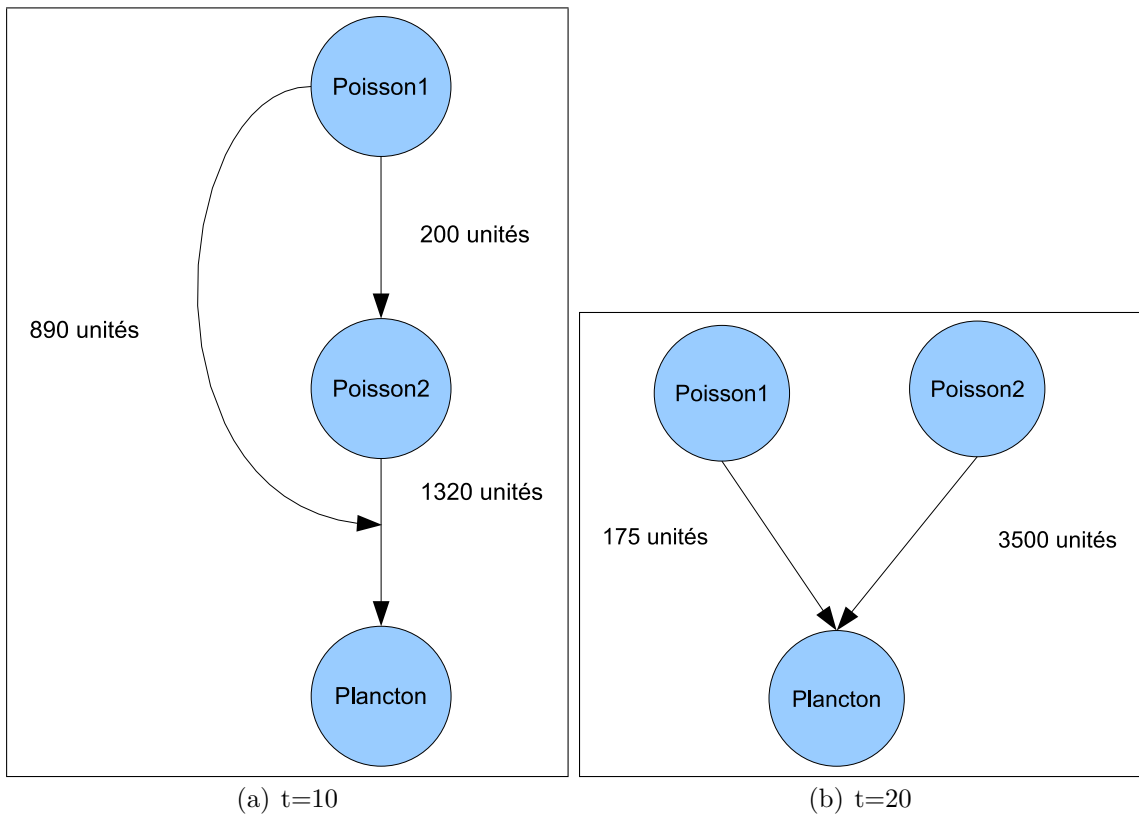 Poisson1
200 unités
890 unités
Poisson2
1320 unités
Plancton
(a) t=10
Poisson1
Poisson2
175 unités
3500 unités
Plancton
(b) t=20